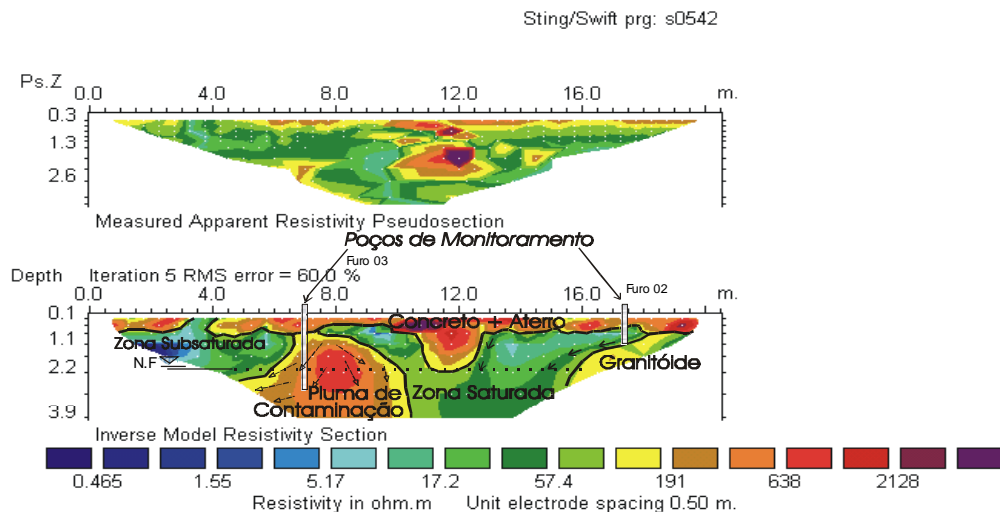 Sting/Swift prg: s0542
Ps.Z 0.0 4.0 8.0 12.0 16.0 m.
0.3
1.3
2.6
Measured Apparent Resistivity Pseudosection
Poços de Monitoramento
Furo 03
Depth Iteration 5 RMS error = 60.0 %
Furo 02
0.0 4.0 8.0 12.0 16.0 m.
0.1
Concreto + Aterro
1.1
Zona Subsaturada
N.F
Granitóide
2.2
Pluma de Zona Saturada
Contaminação
3.9
Inverse Model Resistivity Section
0.465 1.55 5.17 17.2 57.4 191 638 2128
Resistivity in ohm.m Unit electrode spacing 0.50 m.